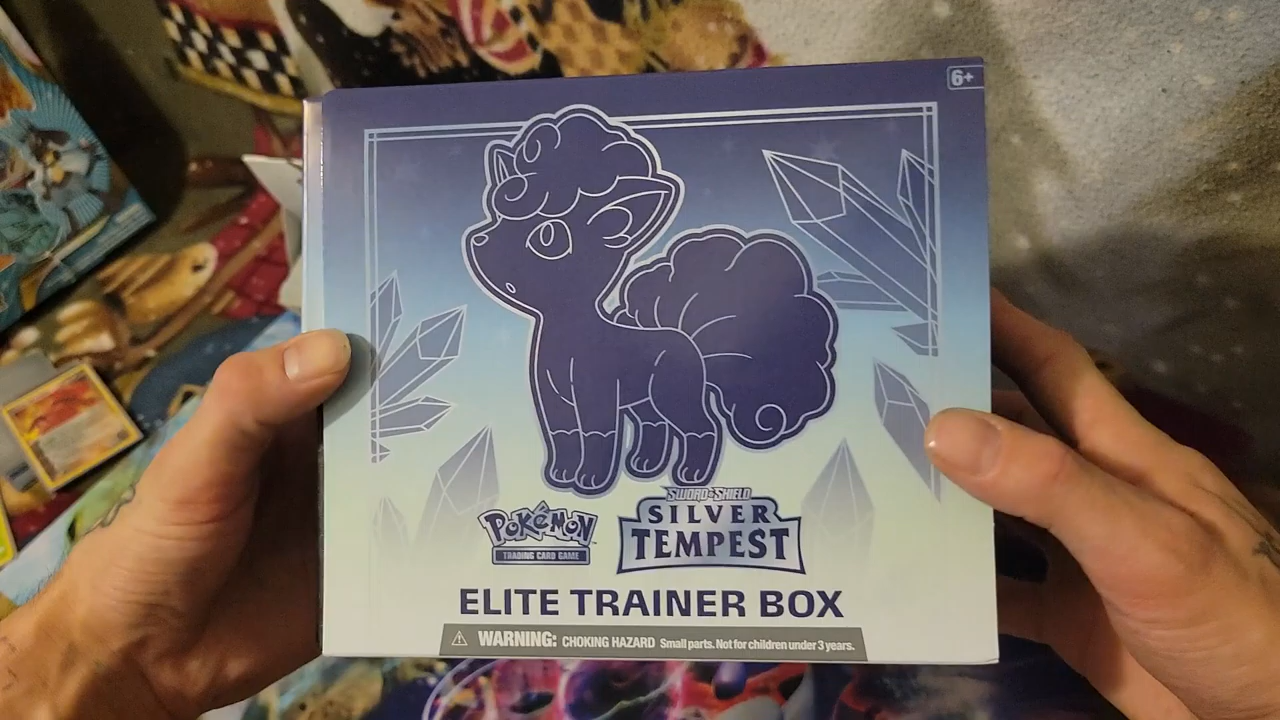 6+
SWORD & SHIELD
SILVER
TEMPEST
POKéMON
TRADING CARD GAME
ELITE TRAINER BOX
WARNING: CHOKING HAZARD Small parts. Not for children under 3 years.